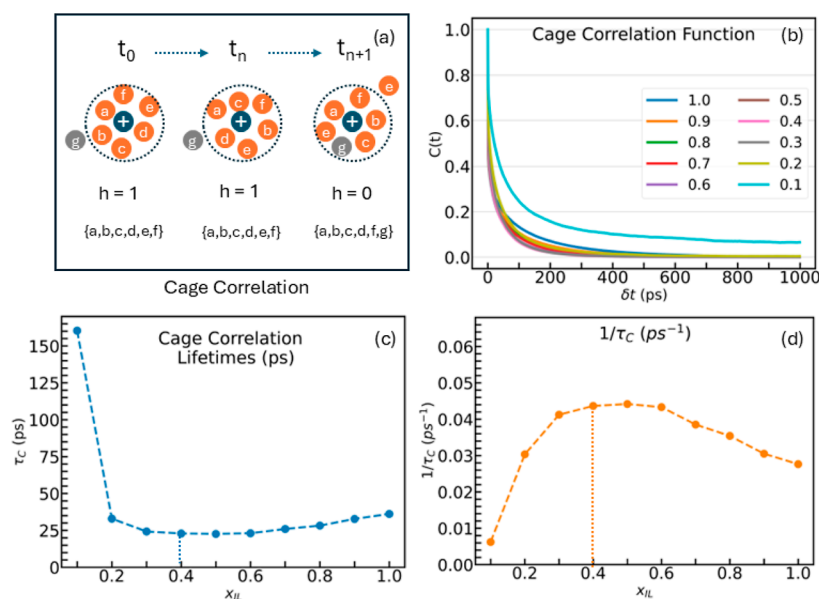 (a)
t0 tn tn+1
f a e + b d c g
a c f + b d e g
f e a b + e c g
h = 1 h = 1 h = 0
{a,b,c,d,e,f} {a,b,c,d,e,f} {a,b,c,d,f,g}
Cage Correlation
Cage Correlation Function (b)
C(t)
1.0
0.8
0.6
0.4
0.2
0.0
1.0 0.5
0.9 0.4
0.8 0.3
0.7 0.2
0.6 0.1
0 200 400 600 800 1000
δt (ps)
Cage Correlation (c)
Lifetimes (ps)
τC (ps)
150
125
100
75
50
25
0
0.2 0.4 0.6 0.8 1.0
xIL
1/τC (ps⁻¹) (d)
1/τC (ps⁻¹)
0.06
0.05
0.04
0.03
0.02
0.01
0.00
0.2 0.4 0.6 0.8 1.0
xIL